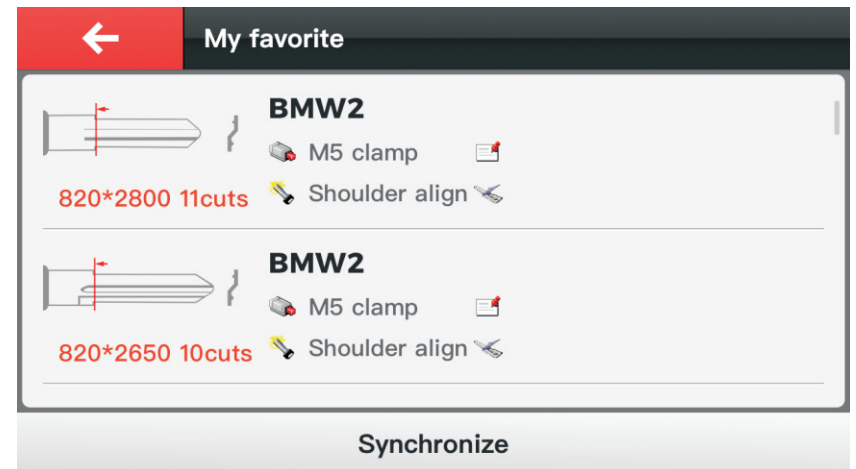 My favorite
BMW2
M5 clamp
820*2800 11cuts
Shoulder align
BMW2
M5 clamp
820*2650 10cuts
Shoulder align
Synchronize